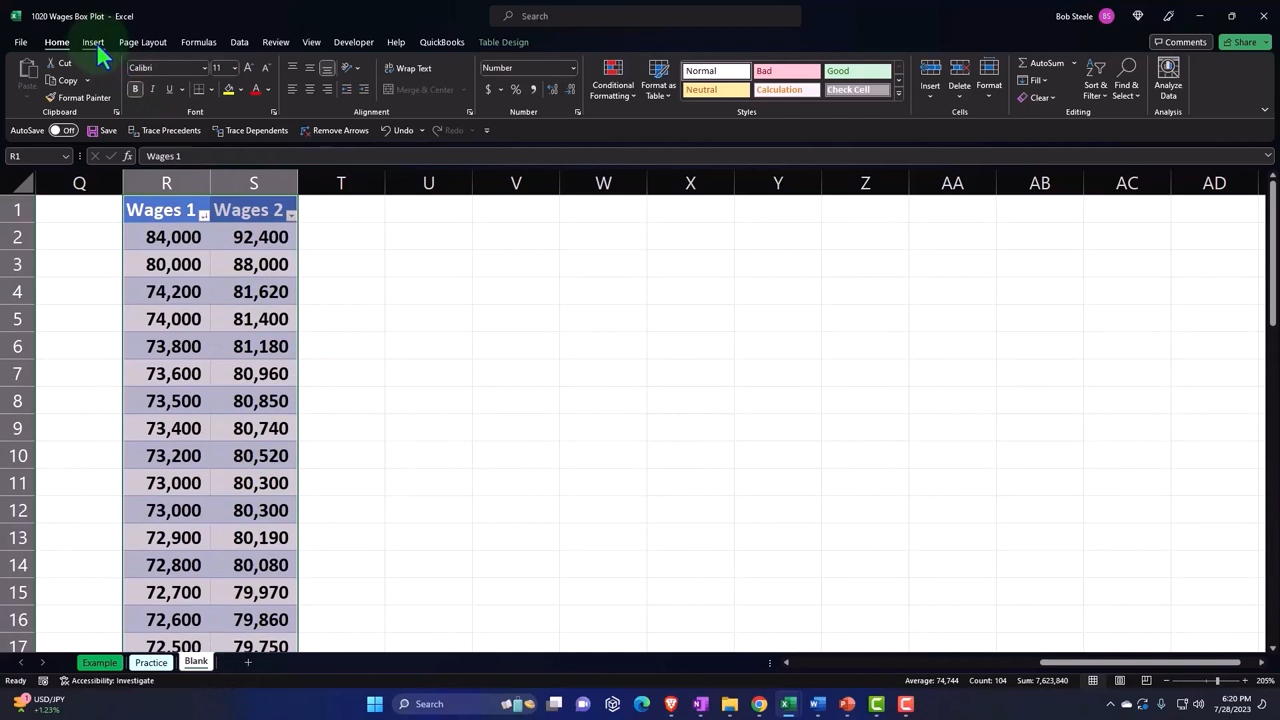 1020 Wages Box Plot - Excel
Search
Bob Steele BS
File Home Insert Page Layout Formulas Data Review View Developer Help QuickBooks Table Design Comments Share
Cut
Copy
Format Painter
Clipboard
Calibri 11
B I U
Font
Wrap Text
Merge & Center
Alignment
Number
Number
Conditional Formatting
Format as Table
Normal Bad Good
Neutral Calculation Check Cell
Styles
Insert Delete Format
Cells
AutoSum
Fill
Clear
Sort & Filter
Find & Select
Editing
Analyze Data
Analysis
AutoSave Off Save Trace Precedents Trace Dependents Remove Arrows Undo Redo
R1 fx Wages 1
Q R S T U V W X Y Z AA AB AC AD
1 Wages 1 Wages 2
2 84,000 92,400
3 80,000 88,000
4 74,200 81,620
5 74,000 81,400
6 73,800 81,180
7 73,600 80,960
8 73,500 80,850
9 73,400 80,740
10 73,200 80,520
11 73,000 80,300
12 73,000 80,300
13 72,900 80,190
14 72,800 80,080
15 72,700 79,970
16 72,600 79,860
17 72,500 79,750
Example Practice Blank
Ready Accessibility: Investigate Average: 74,744 Count: 104 Sum: 7,623,840 205%
USD/JPY
+1.23%
Search
6:20 PM
7/28/2023